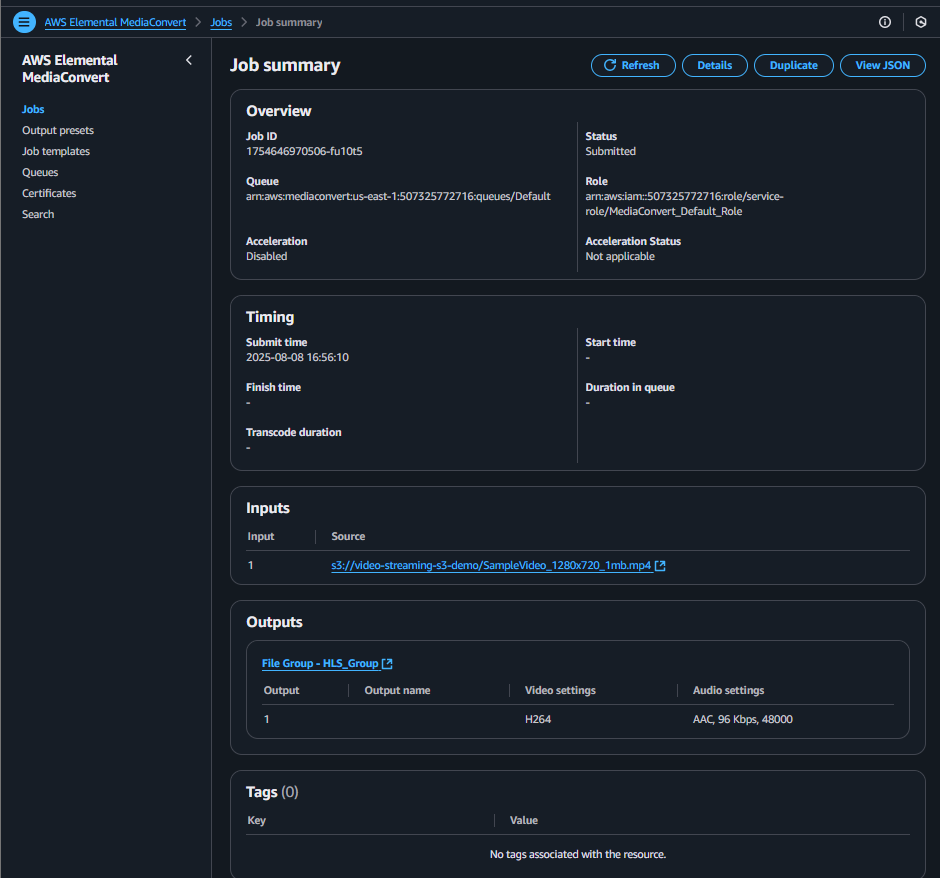 AWS Elemental MediaConvert > Jobs > Job summary
AWS Elemental
MediaConvert
Jobs
Output presets
Job templates
Queues
Certificates
Search
Job summary
Refresh Details Duplicate View JSON
Overview
Job ID
1754646970506-fu10t5
Status
Submitted
Queue
arn:aws:mediaconvert:us-east-1:507325772716:queues/Default
Role
arn:aws:iam::507325772716:role/service-
role/MediaConvert_Default_Role
Acceleration
Disabled
Acceleration Status
Not applicable
Timing
Submit time
2025-08-08 16:56:10
Start time
-
Finish time
-
Duration in queue
-
Transcode duration
-
Inputs
Input Source
1 s3://video-streaming-s3-demo/SampleVideo_1280x720_1mb.mp4
Outputs
File Group - HLS_Group
Output Output name Video settings Audio settings
1 H264 AAC, 96 Kbps, 48000
Tags (0)
Key Value
No tags associated with the resource.